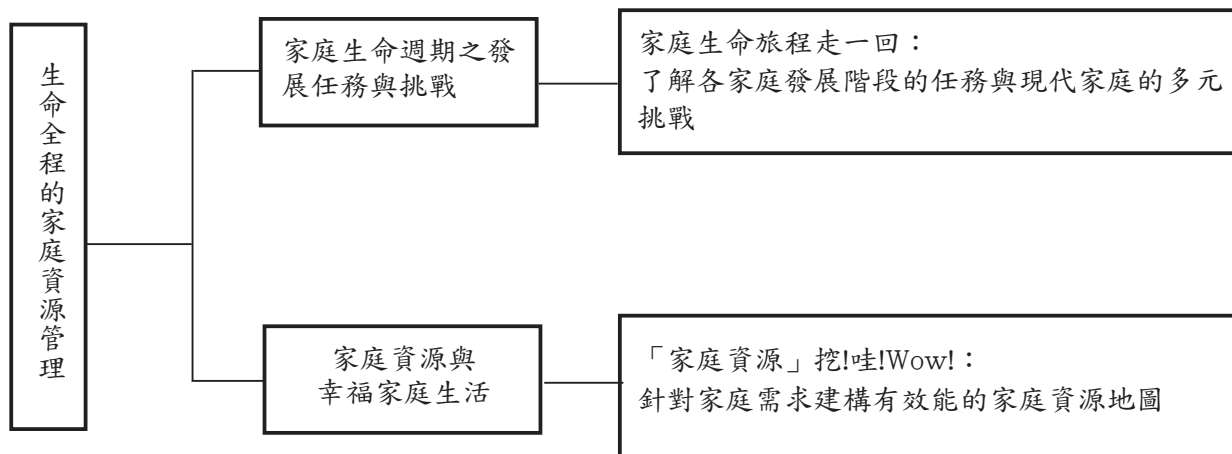 生命全程的家庭資源管理
家庭生命週期之發
展任務與挑戰
家庭生命旅程走一回：
了解各家庭發展階段的任務與現代家庭的多元
挑戰
家庭資源與
幸福家庭生活
「家庭資源」挖!哇!Wow!：
針對家庭需求建構有效能的家庭資源地圖